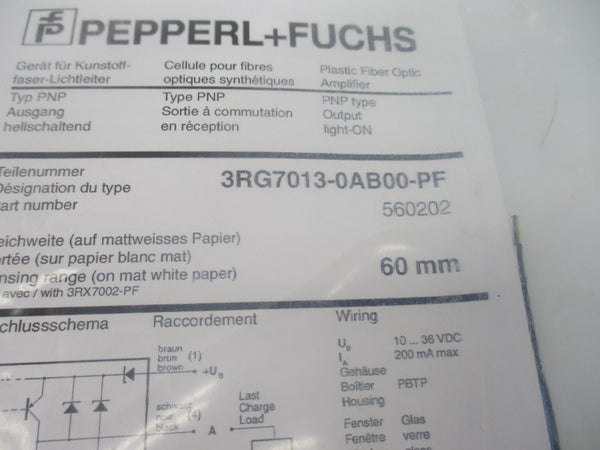 PEPPERL+FUCHS
Gerät für Kunstoff- Cellule pour fibres Plastic Fiber Optic
faser-Lichtleiter optiques synthétiques Amplifier
Typ PNP Type PNP PNP type
Ausgang Sortie à commutation Output
hellschaltend en réception light-ON
Teilenummer 3RG7013-0AB00-PF
Désignation du type
art number 560202
eichweite (auf mattweisses Papier)
ortée (sur papier blanc mat) 60 mm
nsing range (on mat white paper)
avec / with 3RX7002-PF
chlussschema Raccordement Wiring
braun
brun (1)
brown +UB
schwarz
noir (4)
black A
Last
Charge
Load
UB 10 ... 36 VDC
IA 200 mA max
Gehäuse
Boîtier PBTP
Housing
Fenster Glas
Fenêtre verre